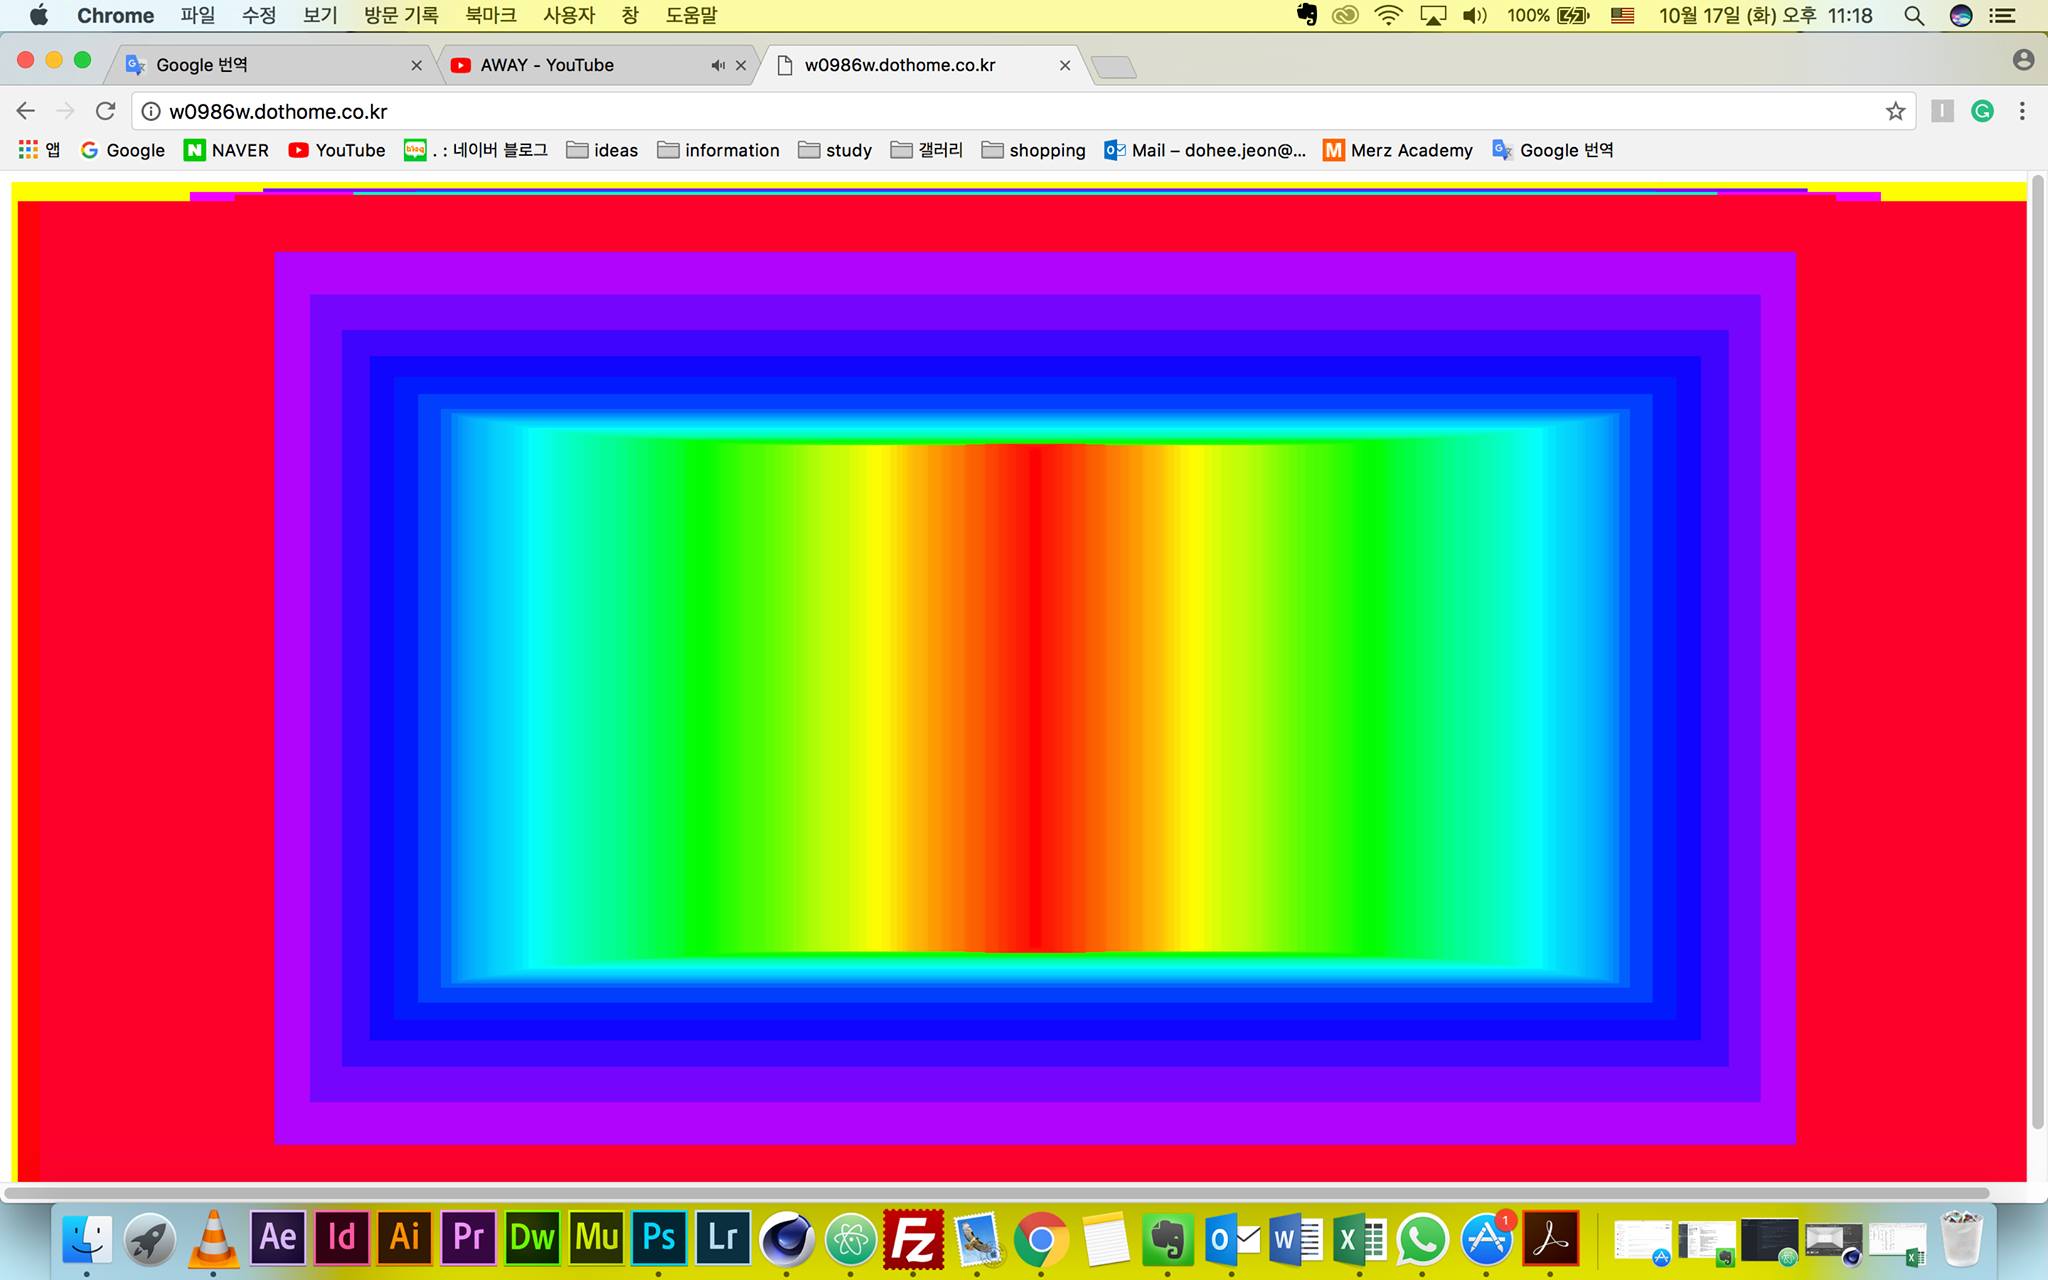 Chrome 파일 수정 보기 방문 기록 북마크 사용자 창 도움말 100% 10월 17일 (화) 오후 11:18
Google 번역 AWAY - YouTube w0986w.dothome.co.kr
w0986w.dothome.co.kr
앱 Google NAVER YouTube blog . : 네이버 블로그 ideas information study 갤러리 shopping Mail – dohee.jeon@... Merz Academy Google 번역
Ae Id Ai Pr Dw Mu Ps Lr Fz 1